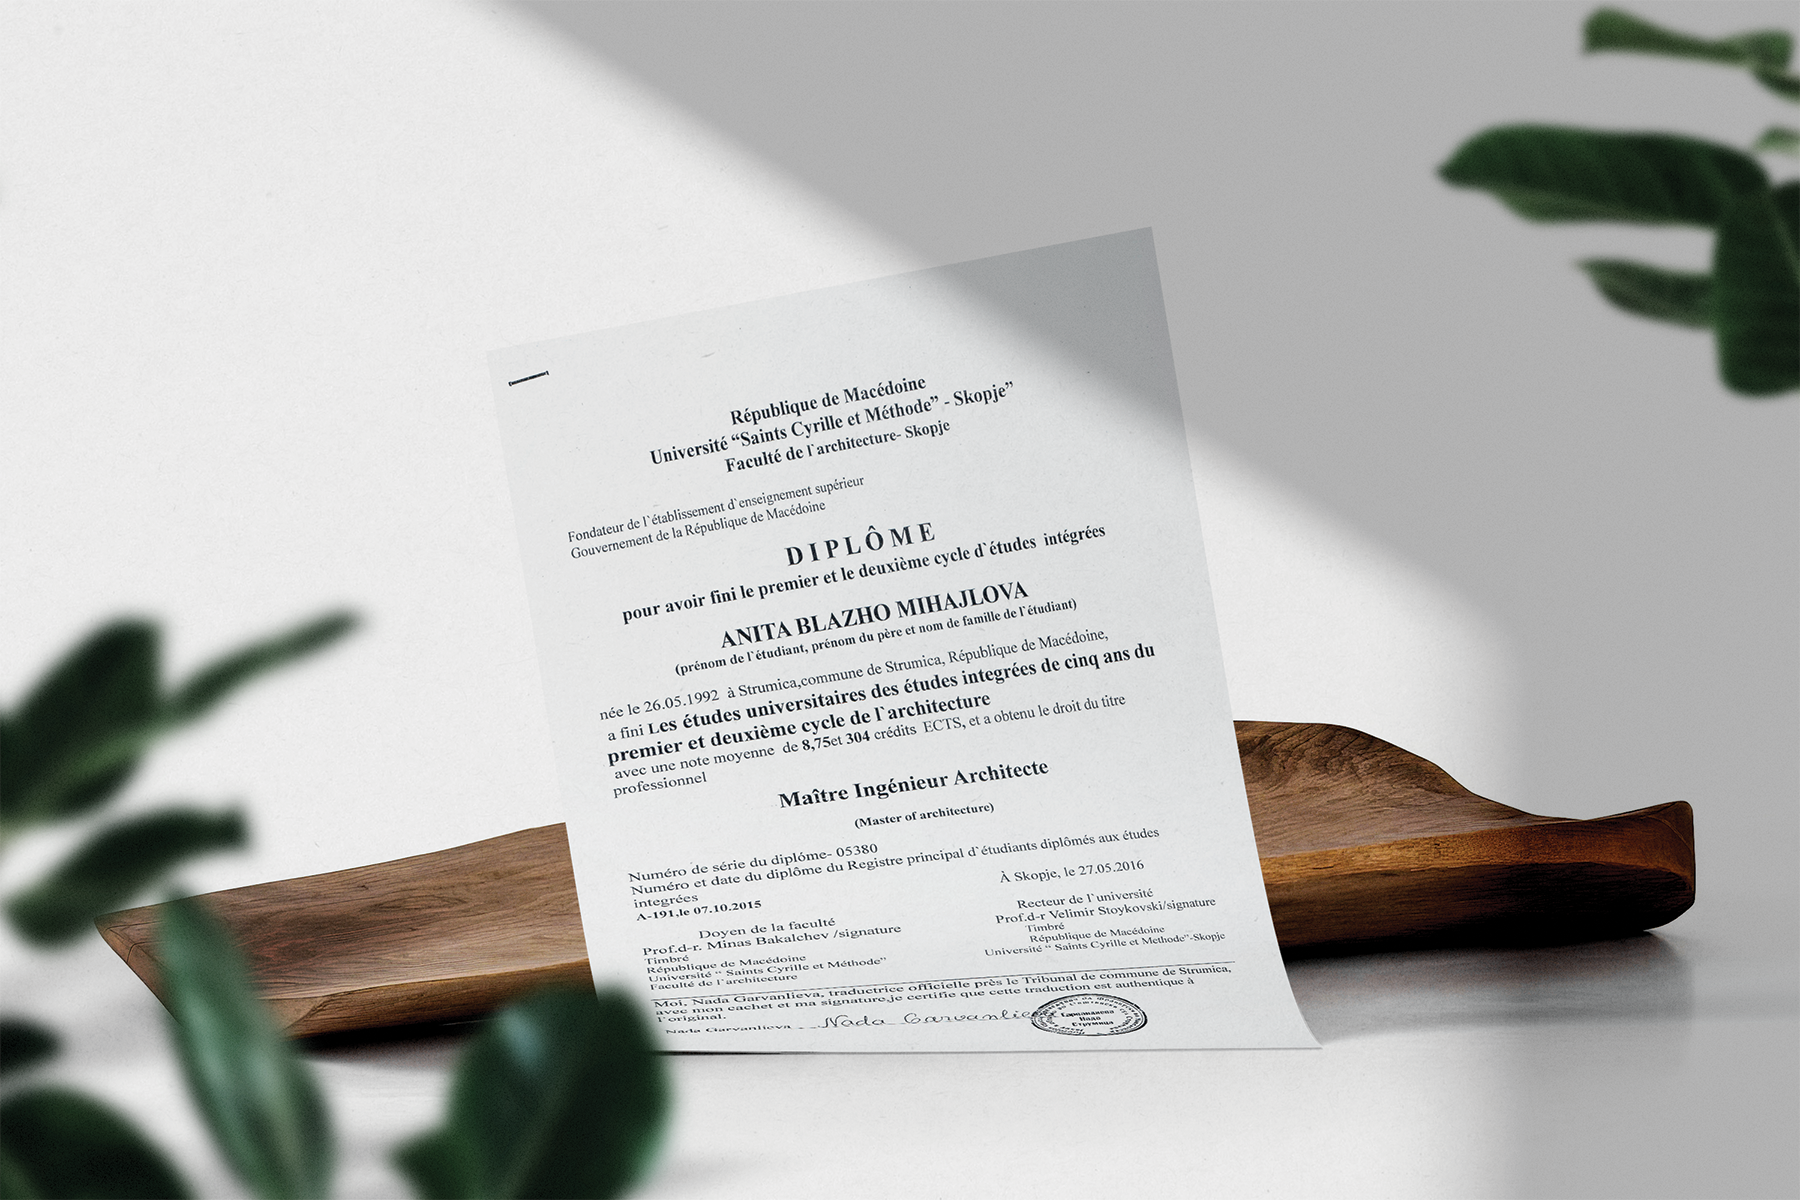 République de Macédoine
Université “Saints Cyrille et Méthode” - Skopje”
Faculté de l`architecture- Skopje
Fondateur de l`établissement d`enseignement supérieur
Gouvernement de la République de Macédoine
DIPLÔME
pour avoir fini le premier et le deuxième cycle d`études intégrées
ANITA BLAZHO MIHAJLOVA
(prénom de l`étudiant, prénom du père et nom de famille de l`étudiant)
née le 26.05.1992 à Strumica,commune de Strumica, République de Macédoine,
a fini Les études universitaires des études integrées de cinq ans du
premier et deuxième cycle de l`architecture
avec une note moyenne de 8,75et 304 crédits ECTS, et a obtenu le droit du titre
professionnel
Maître Ingénieur Architecte
(Master of architecture)
Numéro de série du diplóme- 05380
Numéro et date du diplôme du Registre principal d`étudiants diplômés aux études
integrées
A-191,le 07.10.2015
À Skopje, le 27.05.2016
Doyen de la faculté
Prof.d-r. Minas Bakalchev /signature
Timbré
République de Macédoine
Université “ Saints Cyrille et Méthode”
Faculté de l`architecture
Recteur de l`université
Prof.d-r Velimir Stoykovski/signature
Timbré
République de Macédoine
Université “ Saints Cyrille et Methode”-Skopje
Moi, Nada Garvanlieva, traductrice officielle près le Tribunal de commune de Strumica,
avec mon cachet et ma signature,je certifie que cette traduction est authentique à
l`original.
Nada Garvanlieva - Nada Garvanlie
Гарванлиева
Нада
Струмица